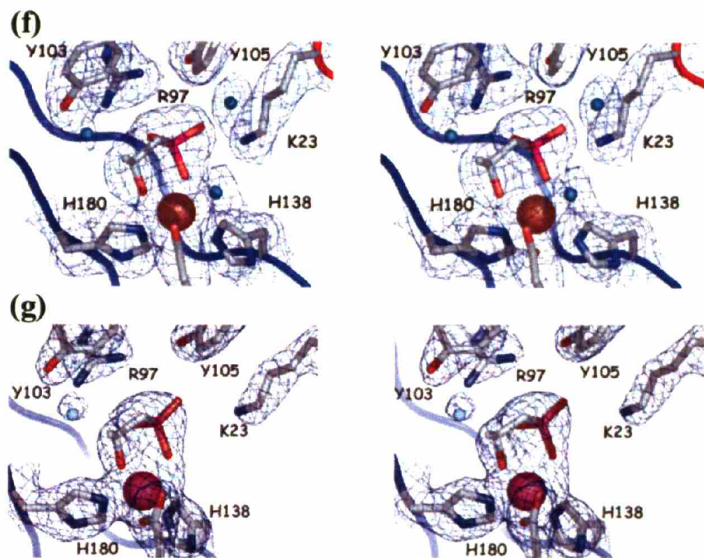 (f)
Y103 Y105 Y103 Y105
R97 R97
K23 K23
H180 H138 H180 H138
(g)
Y103 R97 Y105 Y103 R97 Y105
K23 K23
H180 H138 H180 H138